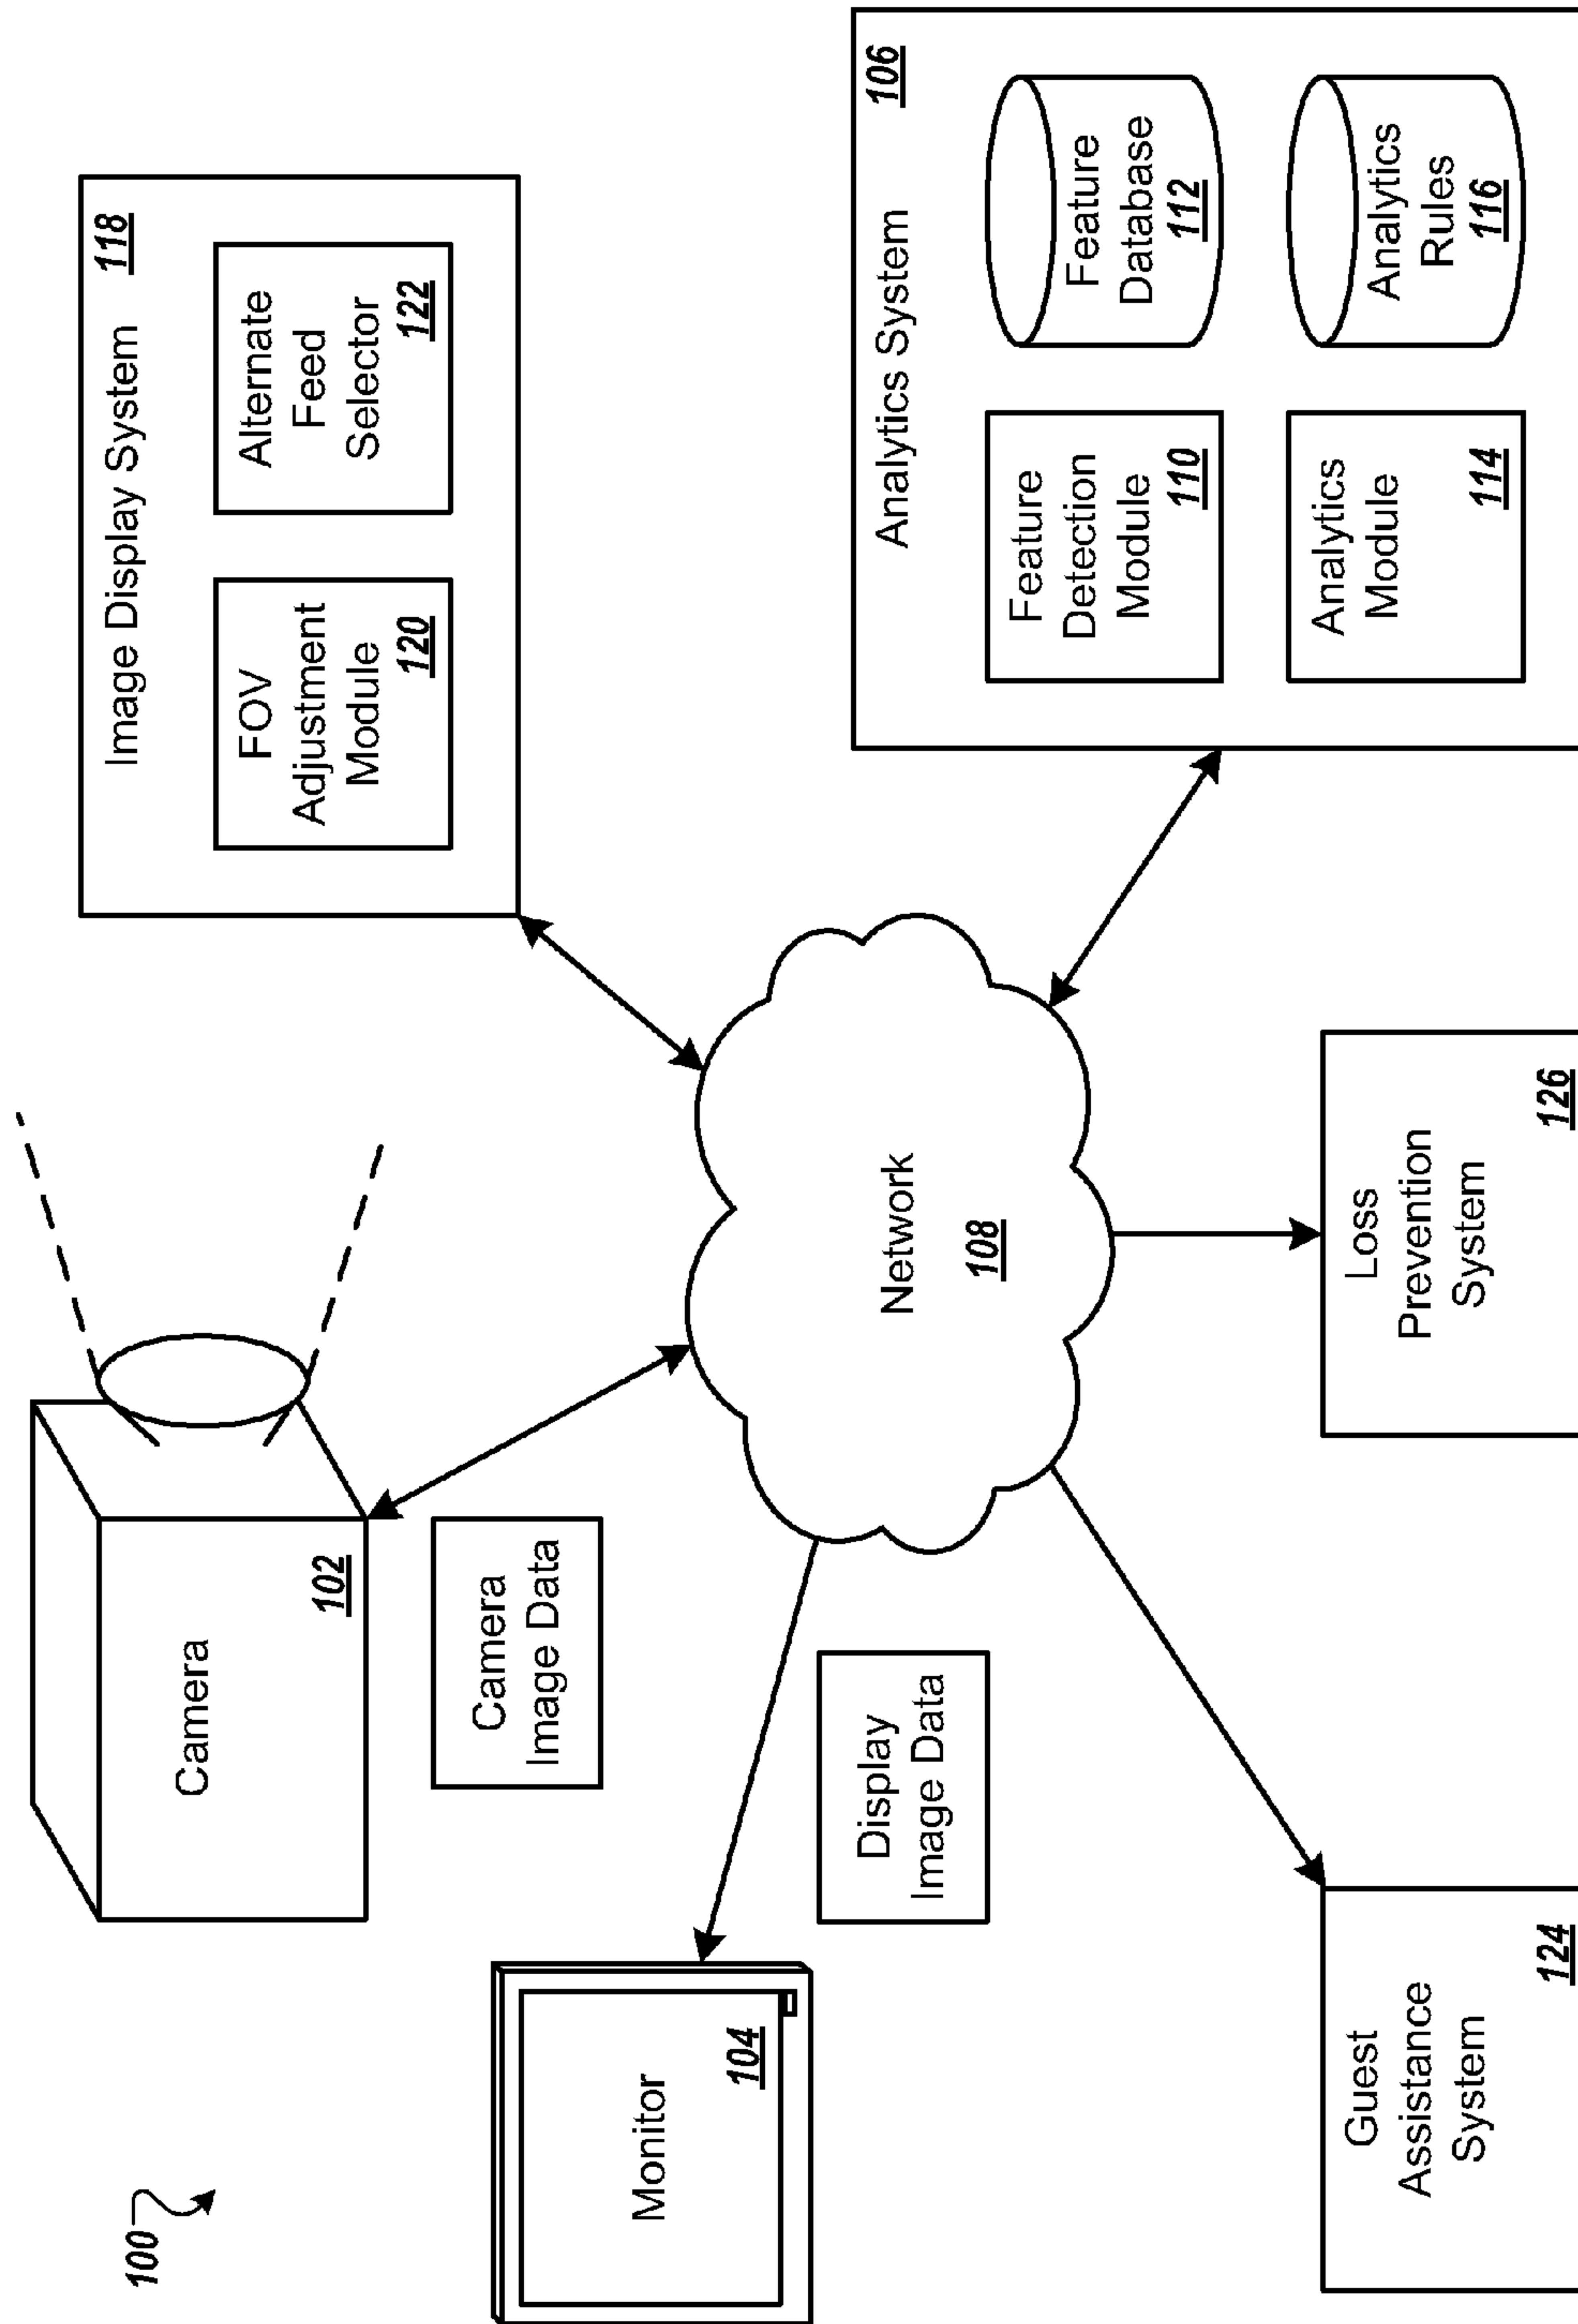 100
Camera
102
Camera
Image Data
Image Display System
118
FOV
Adjustment
Module
120
Alternate
Feed
Selector
122
Monitor
104
Display
Image Data
Network
108
Analytics System
106
Feature
Detection
Module
110
Feature
Database
112
Analytics
Module
114
Analytics
Rules
116
Guest
Assistance
System
124
Loss
Prevention
System
126